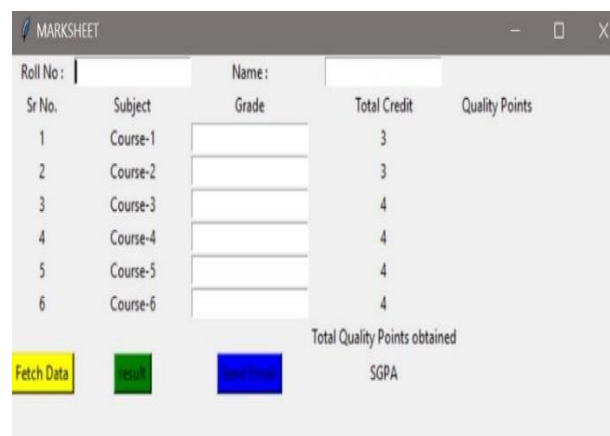 MARKSHEET
Roll No : Name :
Sr No. Subject Grade Total Credit Quality Points
1 Course-1 3
2 Course-2 3
3 Course-3 4
4 Course-4 4
5 Course-5 4
6 Course-6 4
Total Quality Points obtained
Fetch Data result Send Email SGPA